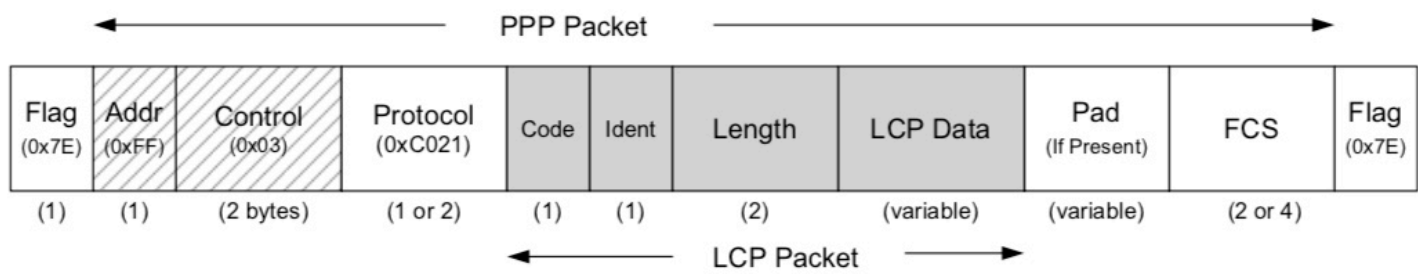 PPP Packet
Flag Addr Control Protocol Code Ident Length LCP Data Pad FCS Flag
(0x7E) (0xFF) (0x03) (0xC021) (If Present) (0x7E)
(1) (1) (2 bytes) (1 or 2) (1) (1) (2) (variable) (variable) (2 or 4) (1)
LCP Packet